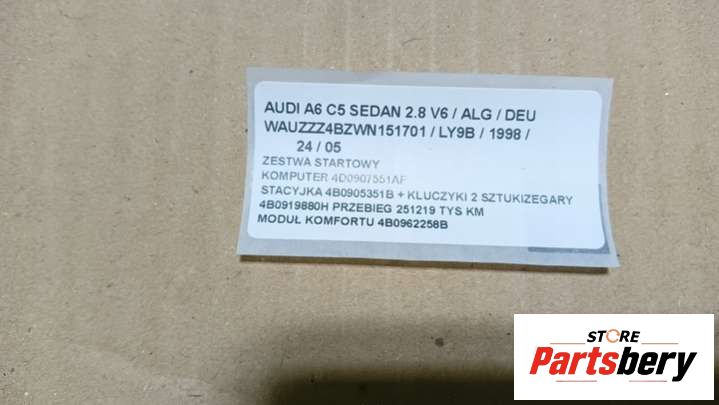 AUDI A6 C5 SEDAN 2.8 V6 / ALG / DEU
WAUZZZ4BZWN151701 / LY9B / 1998 /
24 / 05
ZESTWA STARTOWY
KOMPUTER 4D0907551AF
STACYJKA 4B0905351B + KLUCZYKI 2 SZTUKIZEGARY
4B0919880H PRZEBIEG 251219 TYS KM
MODUŁ KOMFORTU 4B0962258B
STORE
Partsbery